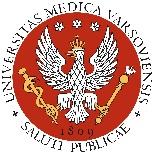 UNIVERSITAS MEDICA VARSOVIENSIS
1809
SALUTI PUBLICAE